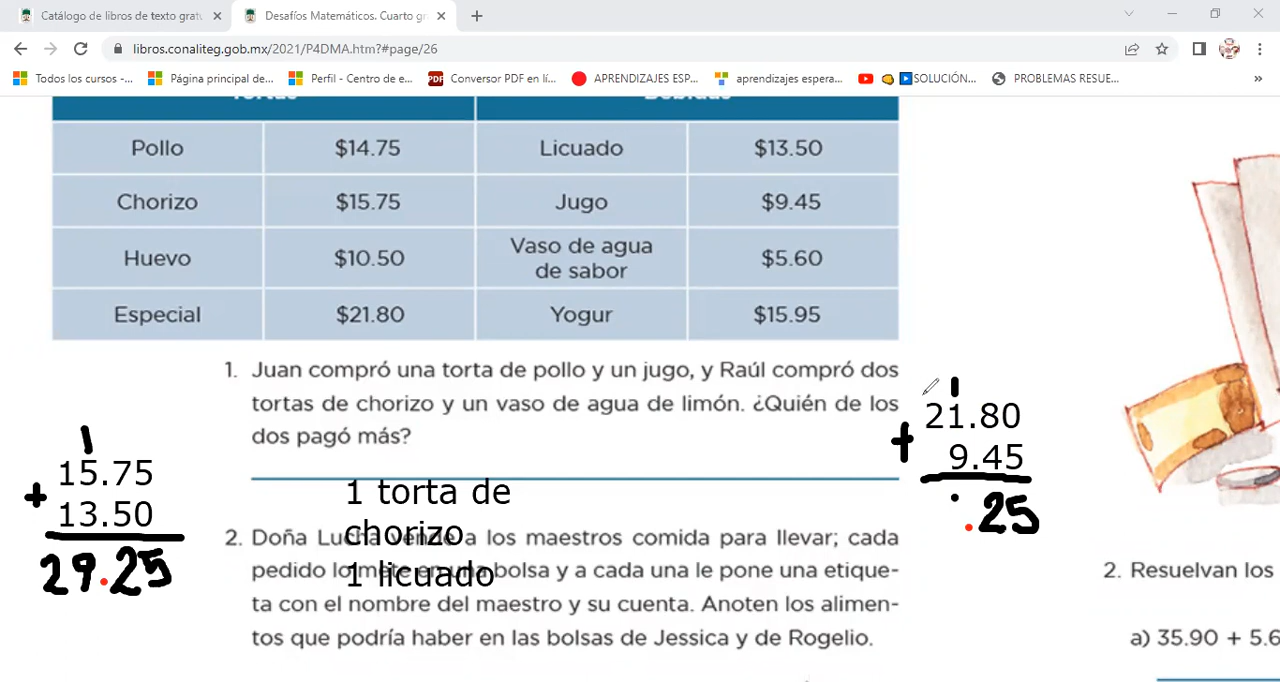 Catálogo de libros de texto gratu
Desafíos Matemáticos. Cuarto gr
libros.conaliteg.gob.mx/2021/P4DMA.htm?#page/26
Todos los cursos -...
Página principal de...
Perfil - Centro de e...
PDF Conversor PDF en lí...
APRENDIZAJES ESP...
aprendizajes espera...
SOLUCIÓN...
PROBLEMAS RESUE...
»
Tortas Bebidas
Pollo $14.75 Licuado $13.50
Chorizo $15.75 Jugo $9.45
Huevo $10.50 Vaso de agua
de sabor $5.60
Especial $21.80 Yogur $15.95
1. Juan compró una torta de pollo y un jugo, y Raúl compró dos
tortas de chorizo y un vaso de agua de limón. ¿Quién de los
dos pagó más?
1 torta de
chorizo
1 licuado
2. Doña Lucha vende a los maestros comida para llevar; cada
pedido lo mete en una bolsa y a cada una le pone una etique-
ta con el nombre del maestro y su cuenta. Anoten los alimen-
tos que podría haber en las bolsas de Jessica y de Rogelio.
1
15.75
+ 13.50
29.25
1
21.80
+ 9.45
.25
2. Resuelvan los
a) 35.90 + 5.6